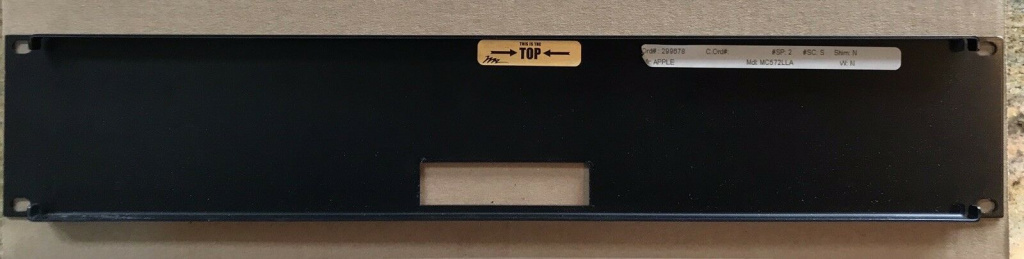 THIS IS THE
TOP
Ord#: 299678 C.Ord#: #SP: 2 #SC: S Shim: N
APPLE Mdl: MC572LLA W: N